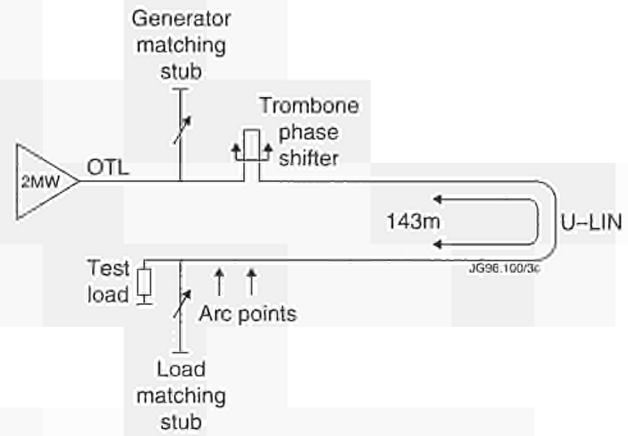 Generator
matching
stub
Trombone
phase
shifter
OTL
2MW
143m
U-LIN
JG96.100/3c
Test
load
Arc points
Load
matching
stub